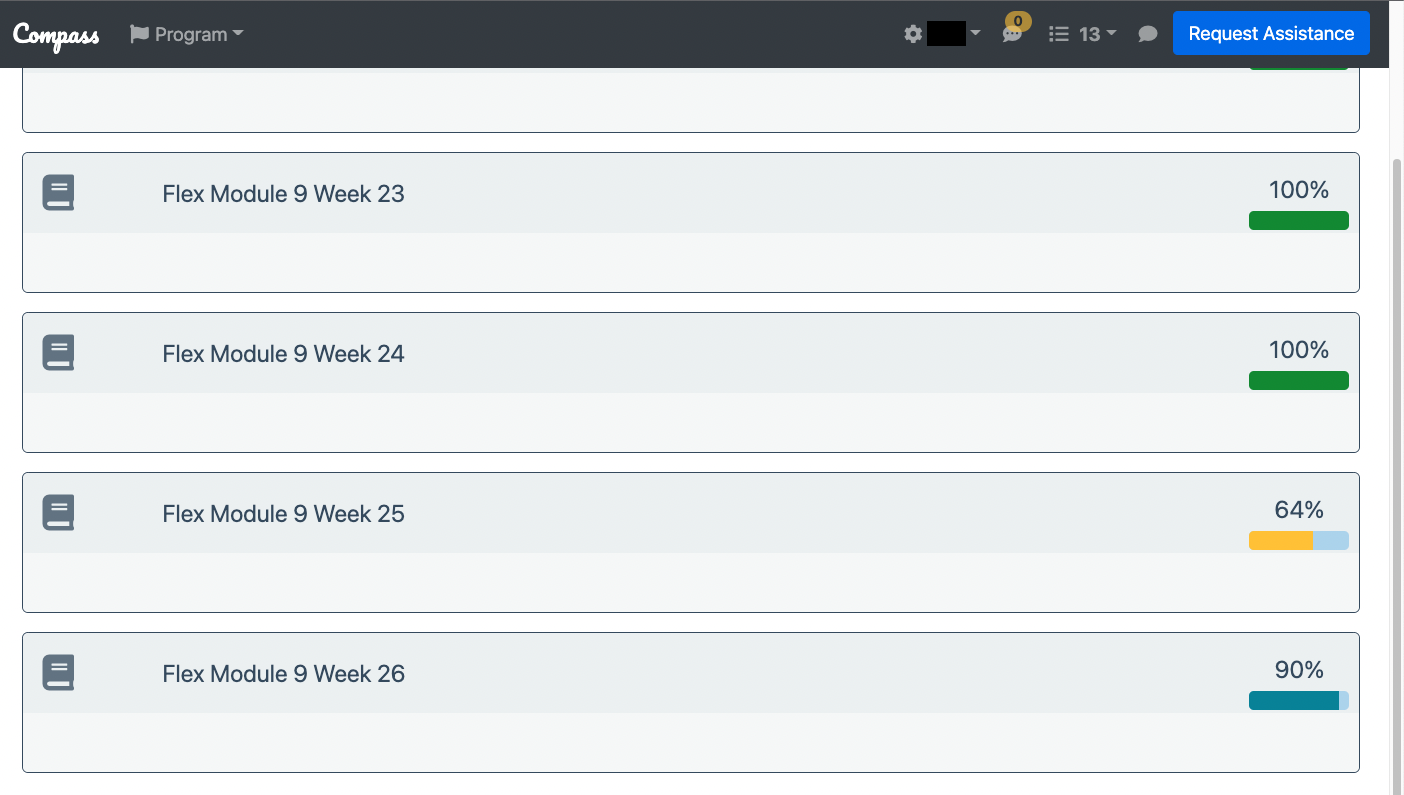 Compass Program 0 13 Request Assistance
Flex Module 9 Week 23 100%
Flex Module 9 Week 24 100%
Flex Module 9 Week 25 64%
Flex Module 9 Week 26 90%